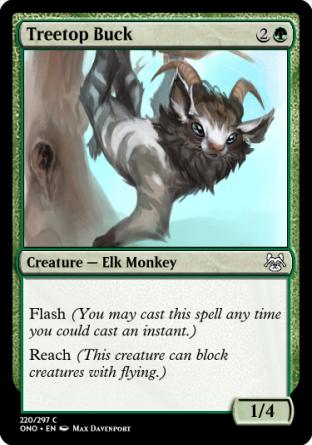 Treetop Buck 2
Creature — Elk Monkey
Flash (You may cast this spell any time
you could cast an instant.)
Reach (This creature can block
creatures with flying.)
1/4
220/297 C
ONO • EN Max Davenport